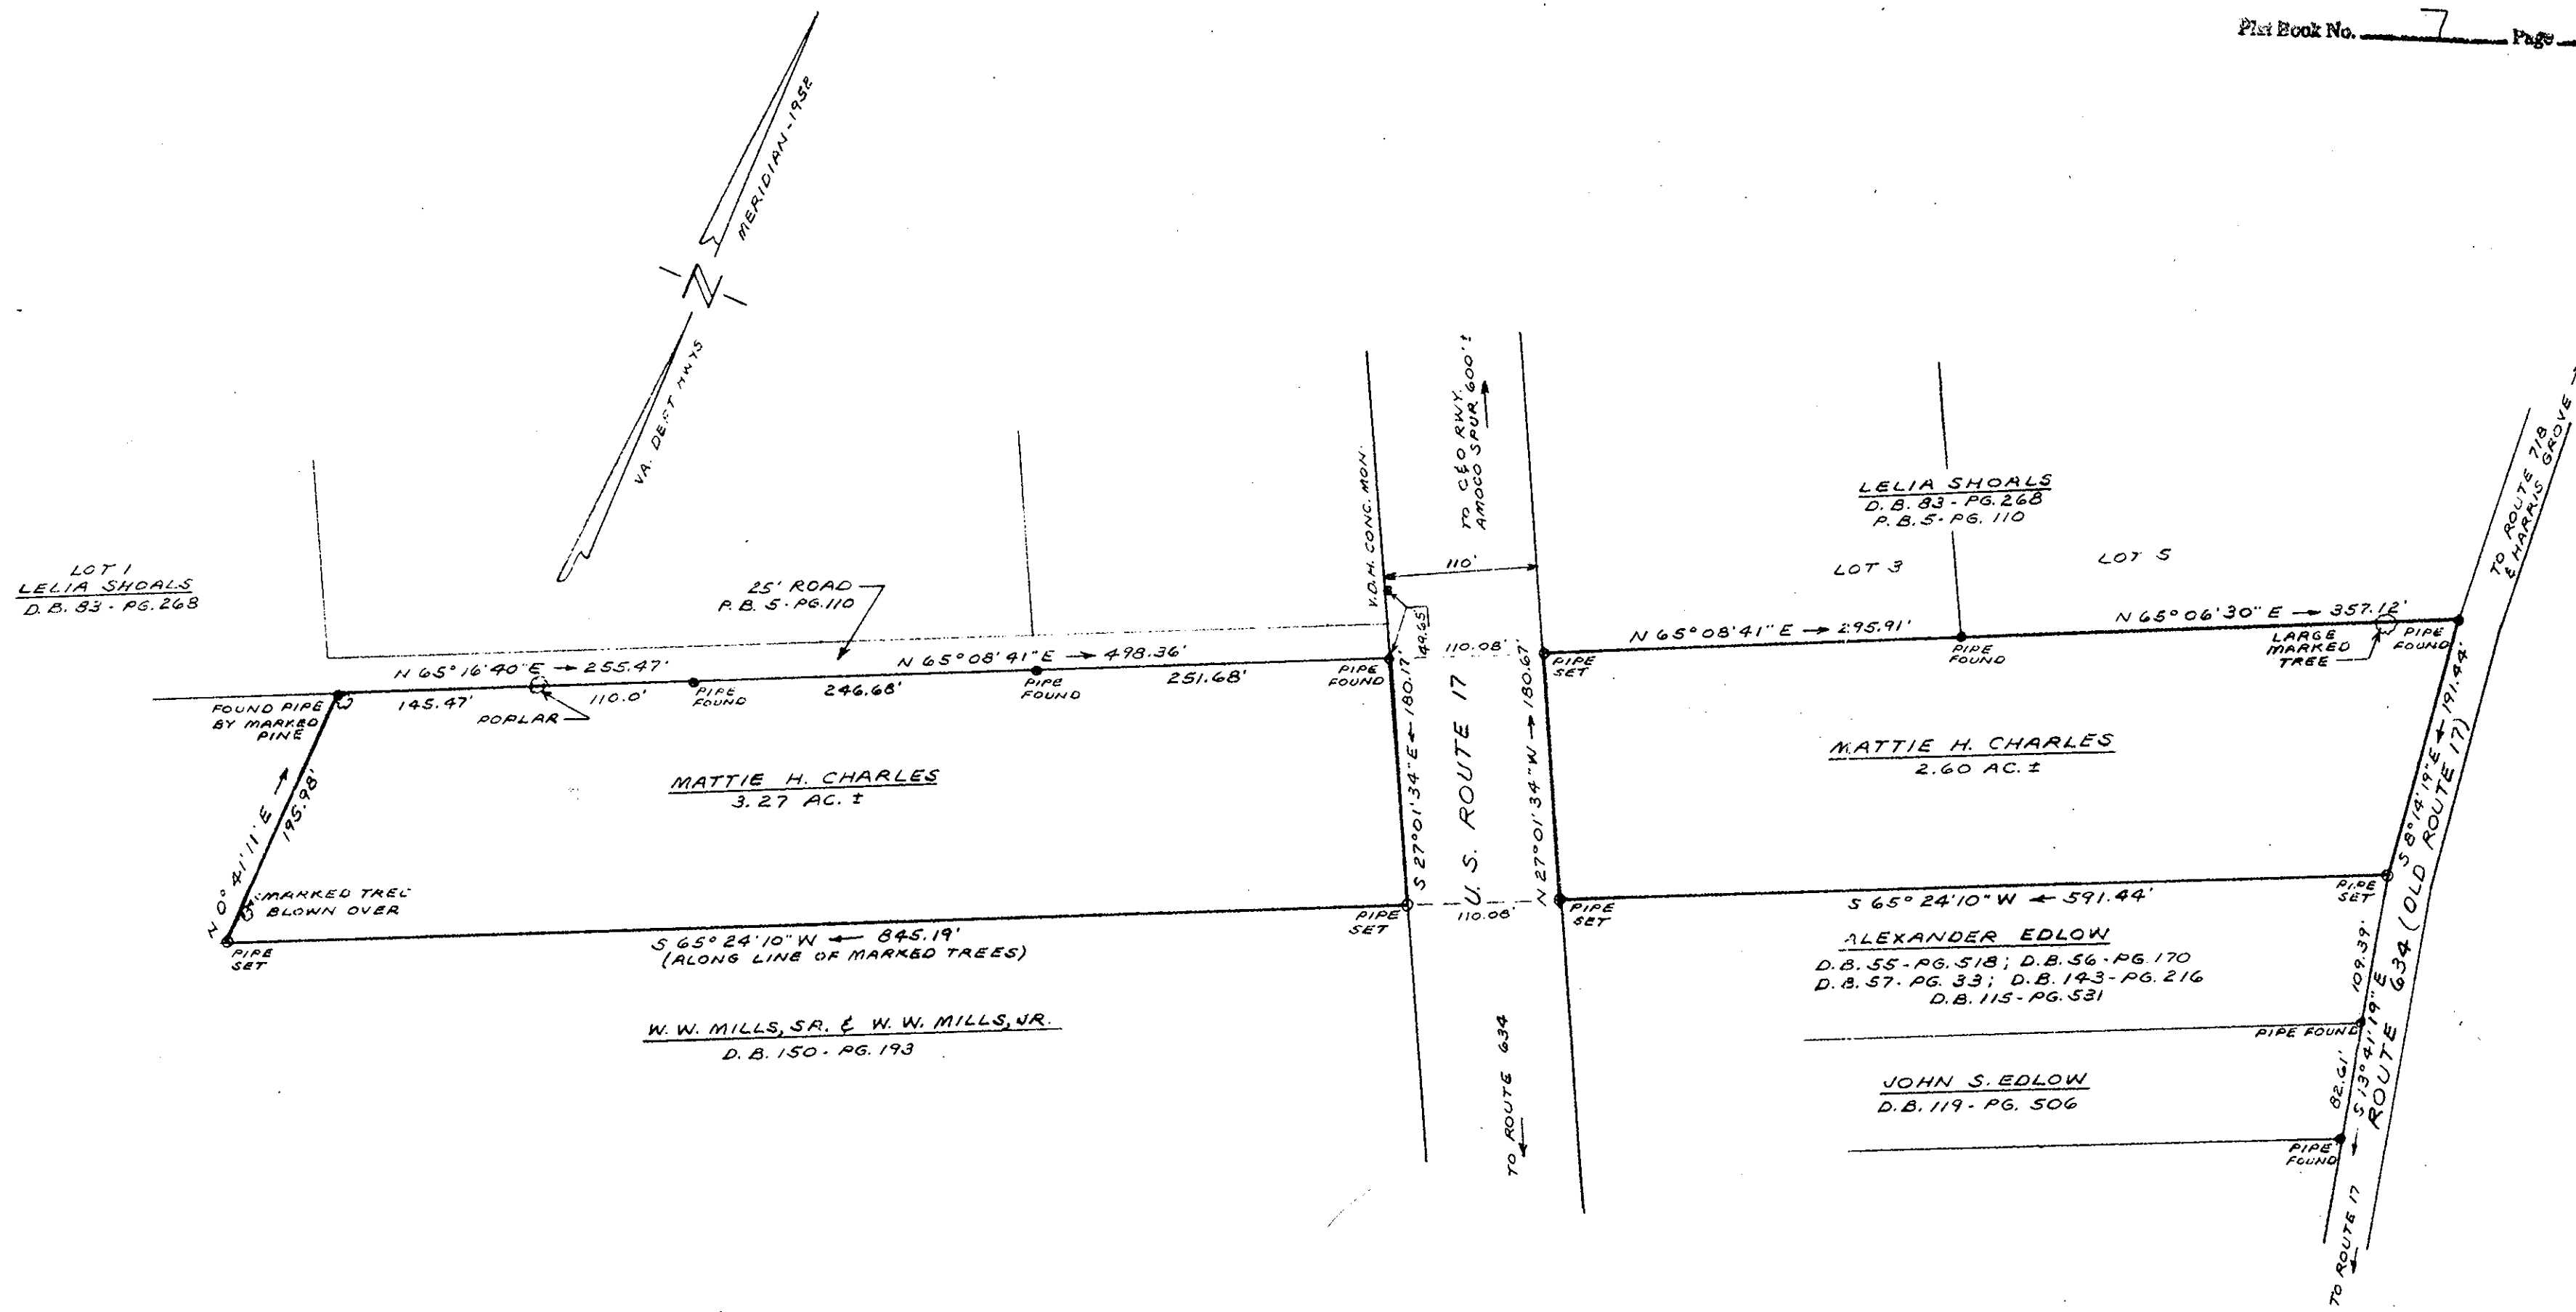 Plat Book No. 7 Page
MERIDIAN-1958
N
VA. DEPT HWYS
LOT 1
LELIA SHOALS
D.B. 83 - PG. 268
25' ROAD
P.B. 5 - PG. 110
V.D.H. CONC. MON.
TO C & O RWY.
AMOCO SPUR 600'±
110'
LELIA SHOALS
D.B. 83 - PG. 268
P.B. 5 - PG. 110
LOT 3
LOT 5
TO ROUTE 718
& HARRIS GROVE
N 65° 16' 40" E → 255.47'
N 65° 08' 41" E → 498.36'
49.65'
110.08'
N 65° 08' 41" E → 295.91'
N 65° 06' 30" E → 357.12'
FOUND PIPE
BY MARKED
PINE
145.47'
POPLAR
110.0'
PIPE
FOUND
246.68'
PIPE
FOUND
251.68'
PIPE
FOUND
PIPE
SET
PIPE
FOUND
LARGE
MARKED
TREE
PIPE
FOUND
N 0° 41' 11" E →
195.98'
MATTIE H. CHARLES
3.27 AC. ±
S 27° 01' 34" E ← 180.17'
U.S. ROUTE 17
N 27° 01' 34" W → 180.67'
MATTIE H. CHARLES
2.60 AC. ±
S 8° 14' 19" E ← 191.44'
ROUTE 634 (OLD ROUTE 17)
MARKED TREE
BLOWN OVER
PIPE
SET
S 65° 24' 10" W ← 845.19'
(ALONG LINE OF MARKED TREES)
PIPE
SET
110.08'
PIPE
SET
S 65° 24' 10" W ← 591.44'
PIPE
SET
W. W. MILLS, SR. & W. W. MILLS, JR.
D.B. 150 - PG. 193
TO ROUTE 634
ALEXANDER EDLOW
D.B. 55 - PG. 518; D.B. 56 - PG. 170
D.B. 57 - PG. 33; D.B. 143 - PG. 216
D.B. 115 - PG. 531
109.39'
PIPE FOUND
S 13° 41' 19" E
82.61'
JOHN S. EDLOW
D.B. 119 - PG. 506
PIPE
FOUND
TO ROUTE 17